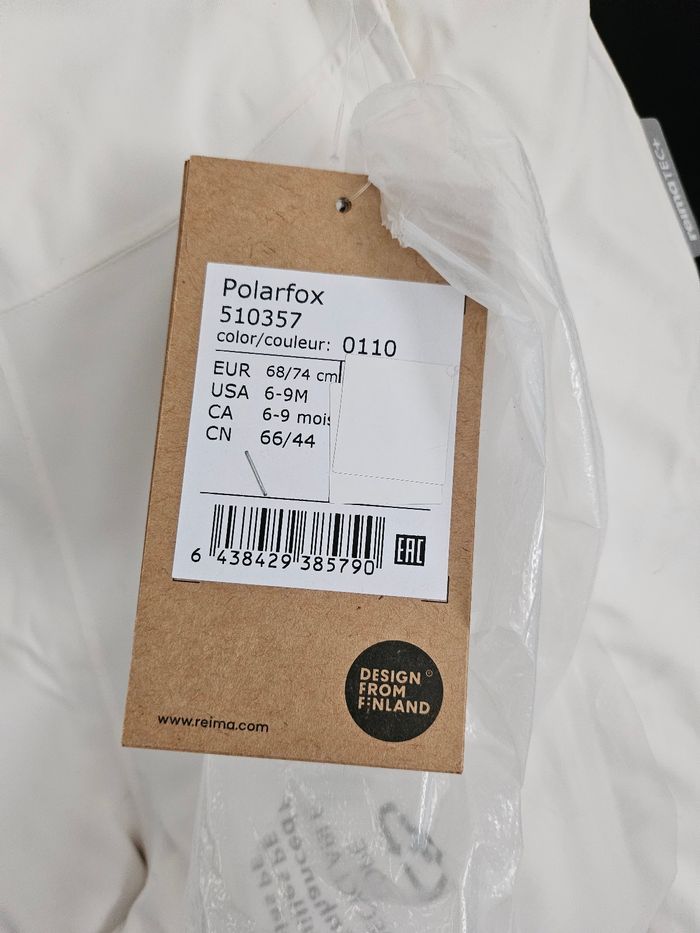 Polarfox
510357
color/couleur: 0110
EUR 68/74 cm
USA 6-9M
CA 6-9 mois
CN 66/44
6 438429 385790
EAC
DESIGN
FROM
FINLAND
www.reima.com
reimaTEC+